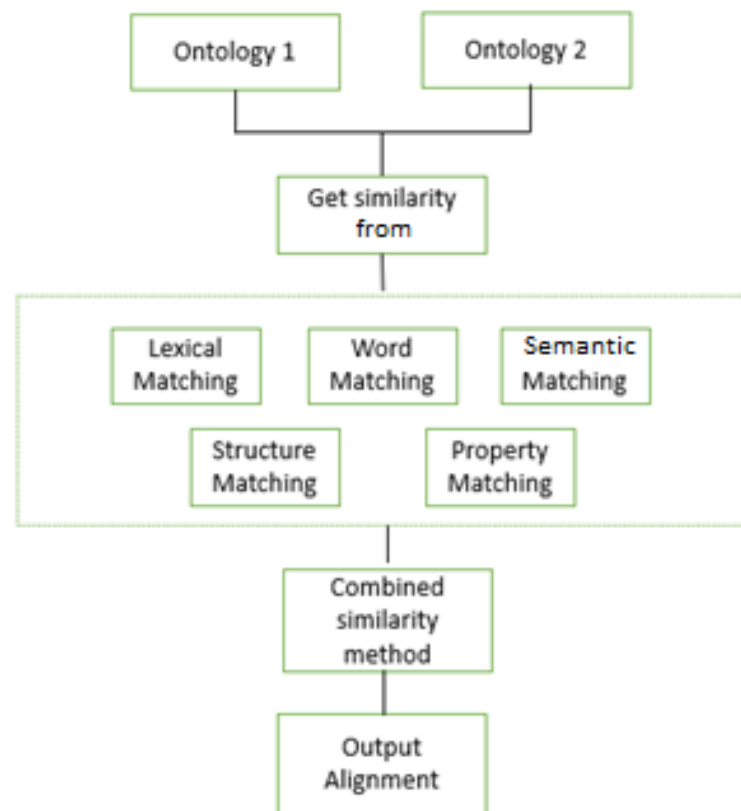 Ontology 1
Ontology 2
Get similarity
from
Lexical
Matching
Word
Matching
Semantic
Matching
Structure
Matching
Property
Matching
Combined
similarity
method
Output
Alignment